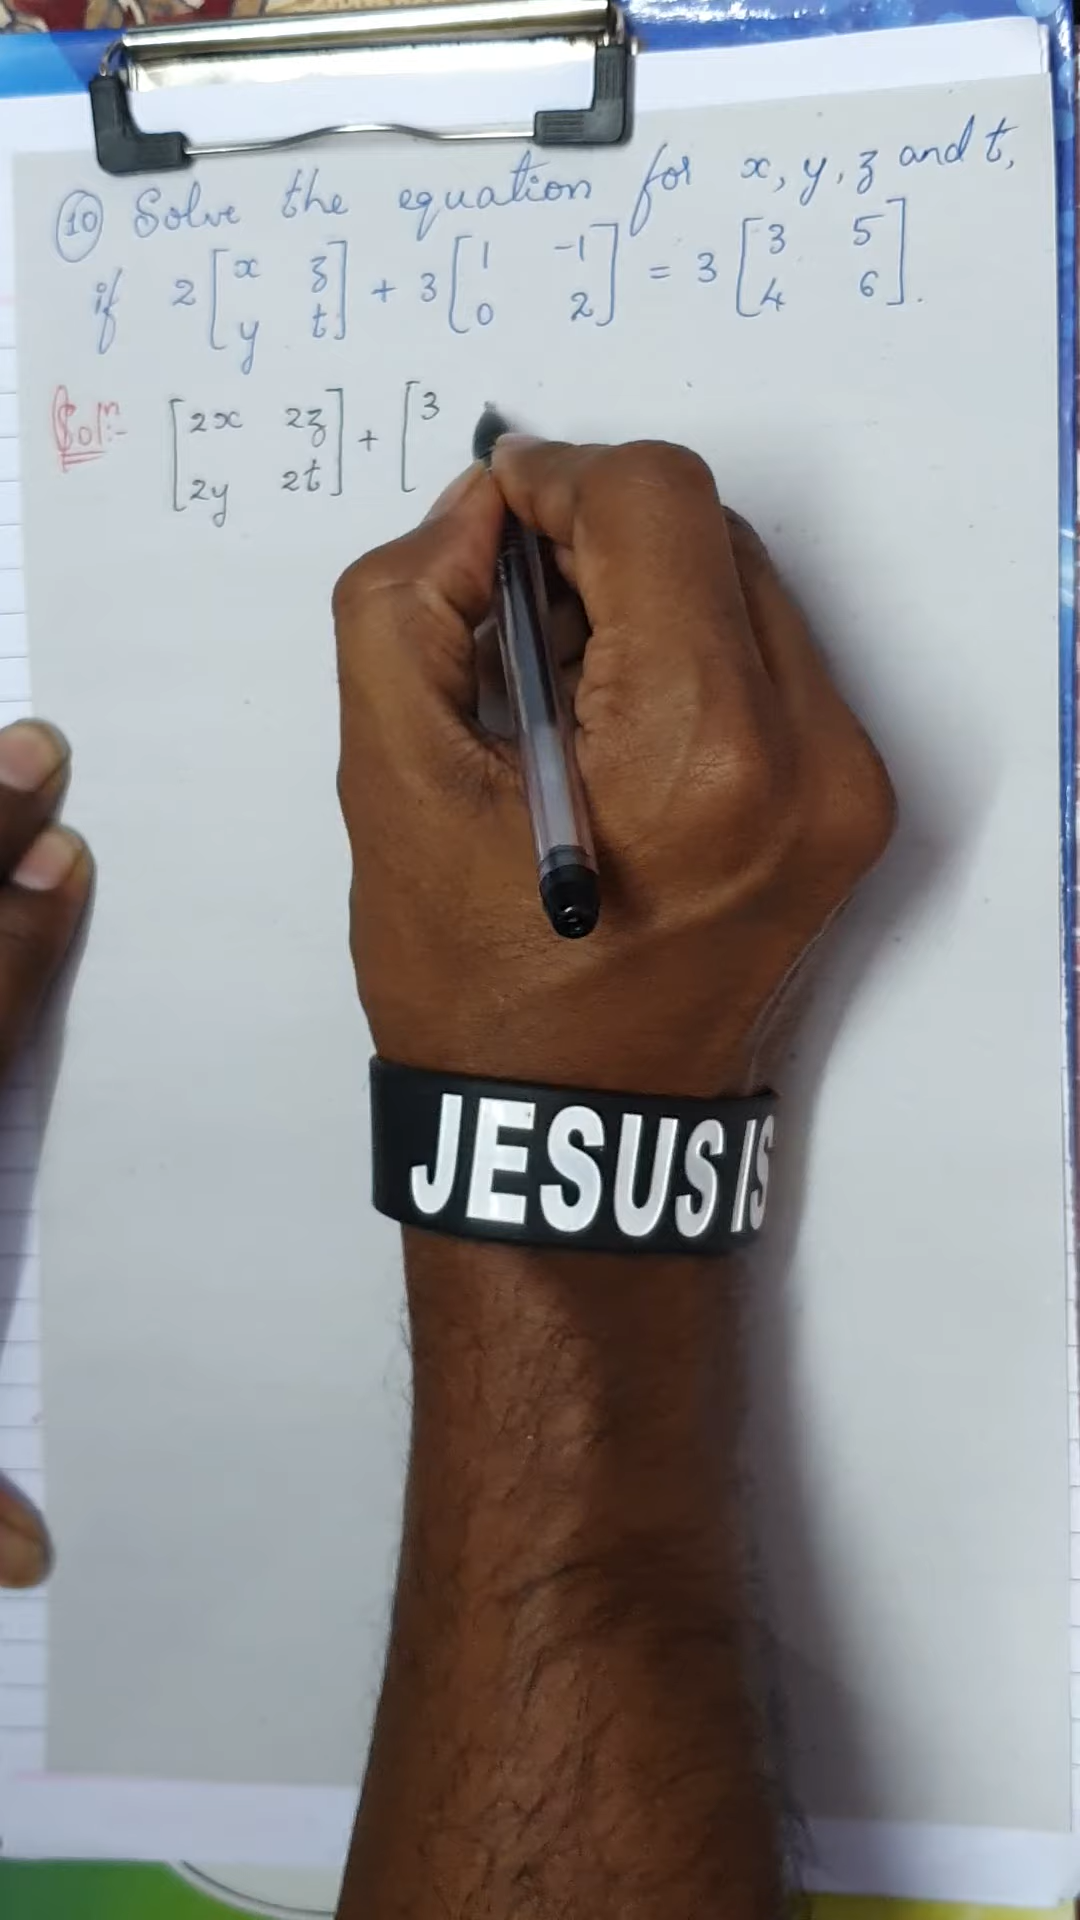 10 Solve the equation for x, y, z and t,
if 2 [x z] + 3 [1 -1] = 3 [3 5]
[y t] [0 2] [4 6].
Solⁿ:- [2x 2z] + [3
[2y 2t]
JESUS IS